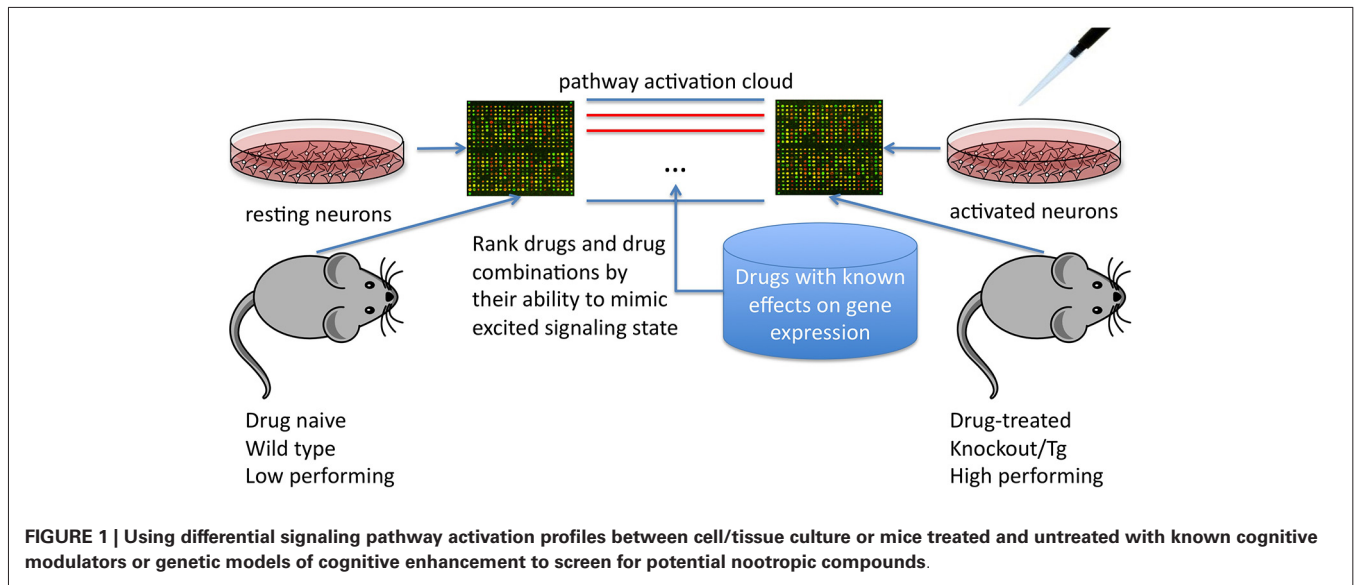 pathway activation cloud
...
resting neurons
activated neurons
Rank drugs and drug
combinations by
their ability to mimic
excited signaling state
Drugs with known
effects on gene
expression
Drug naive
Wild type
Low performing
Drug-treated
Knockout/Tg
High performing
FIGURE 1 | Using differential signaling pathway activation profiles between cell/tissue culture or mice treated and untreated with known cognitive
modulators or genetic models of cognitive enhancement to screen for potential nootropic compounds.